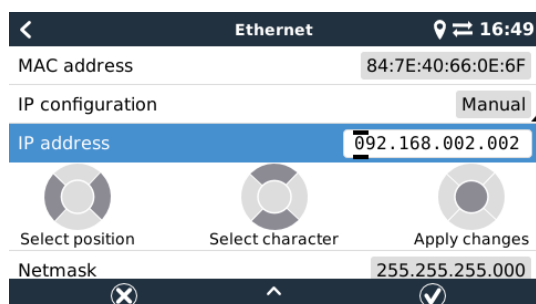 Ethernet 16:49
MAC address 84:7E:40:66:0E:6F
IP configuration Manual
IP address 092.168.002.002
Select position Select character Apply changes
Netmask 255.255.255.000